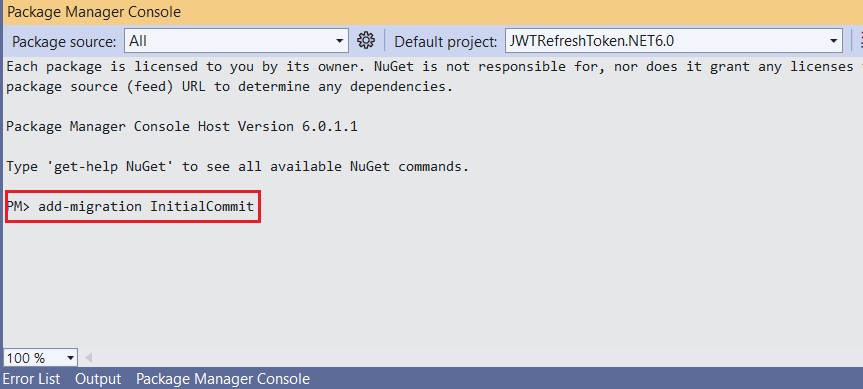 Package Manager Console
Package source: All Default project: JWTRefreshToken.NET6.0
Each package is licensed to you by its owner. NuGet is not responsible for, nor does it grant any licenses
package source (feed) URL to determine any dependencies.
Package Manager Console Host Version 6.0.1.1
Type 'get-help NuGet' to see all available NuGet commands.
PM> add-migration InitialCommit
100 %
Error List Output Package Manager Console